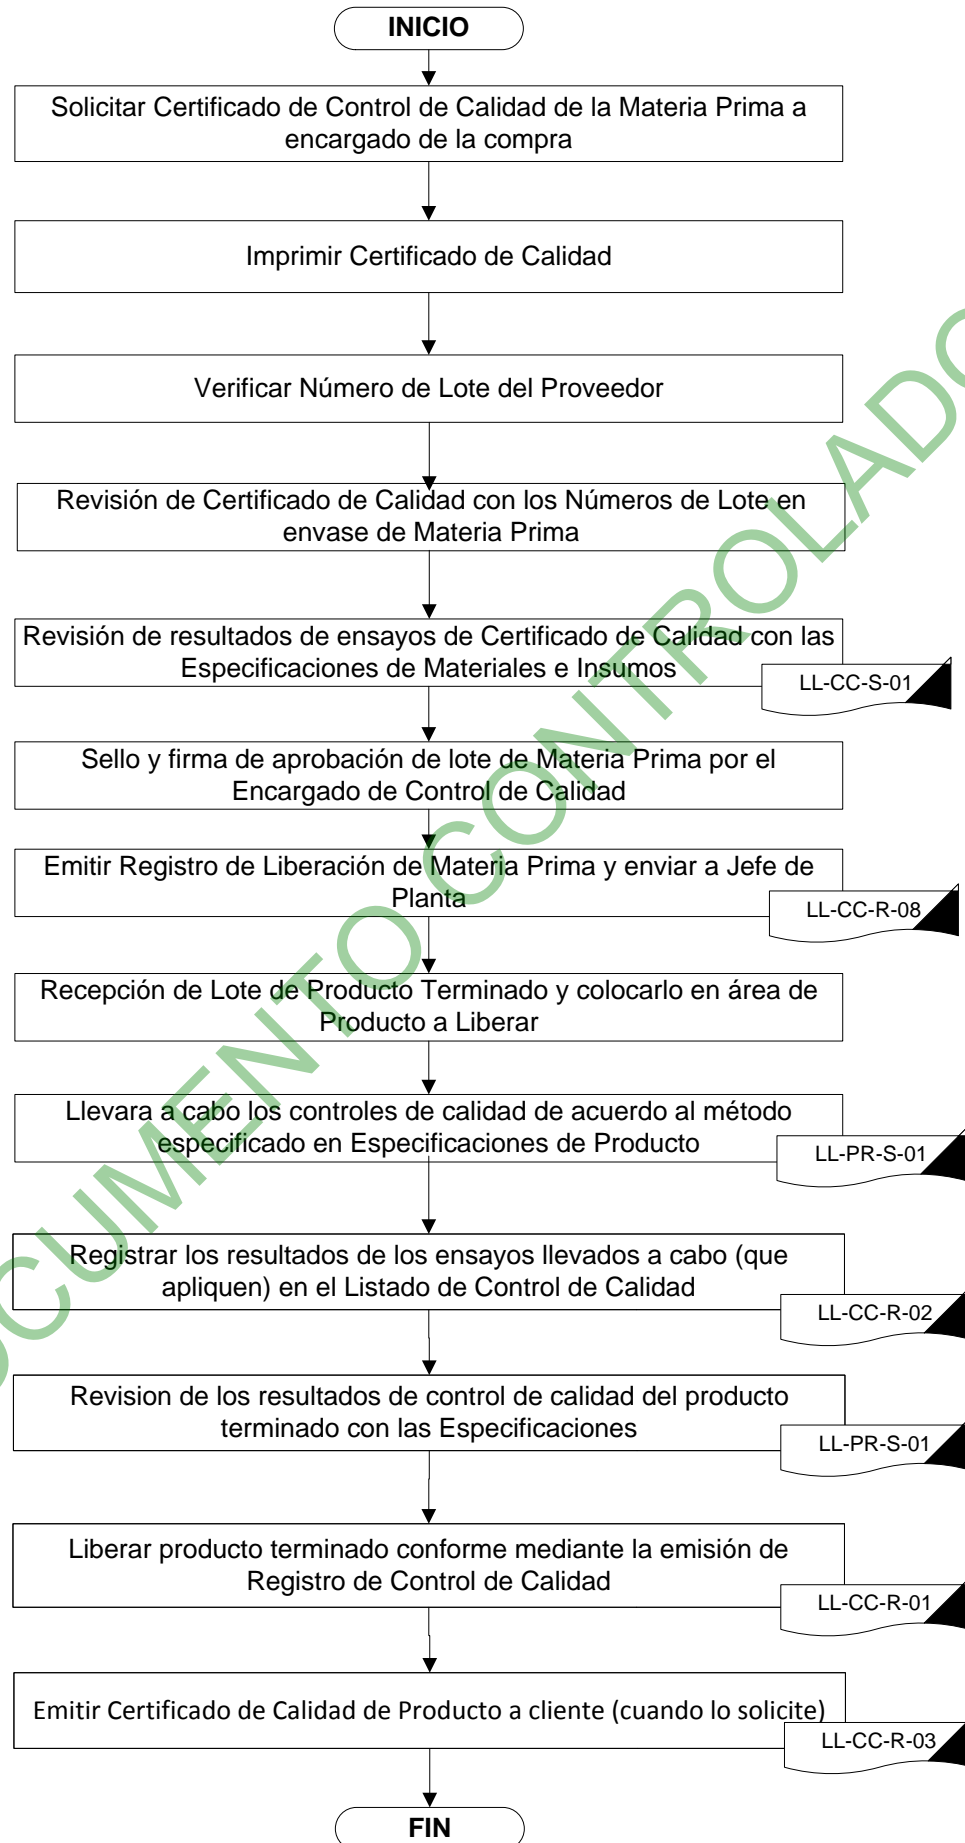 INICIO
Solicitar Certificado de Control de Calidad de la Materia Prima a
encargado de la compra
Imprimir Certificado de Calidad
Verificar Número de Lote del Proveedor
Revisión de Certificado de Calidad con los Números de Lote en
envase de Materia Prima
Revisión de resultados de ensayos de Certificado de Calidad con las
Especificaciones de Materiales e Insumos
LL-CC-S-01
Sello y firma de aprobación de lote de Materia Prima por el
Encargado de Control de Calidad
Emitir Registro de Liberación de Materia Prima y enviar a Jefe de
Planta
LL-CC-R-08
Recepción de Lote de Producto Terminado y colocarlo en área de
Producto a Liberar
Llevara a cabo los controles de calidad de acuerdo al método
especificado en Especificaciones de Producto
LL-PR-S-01
Registrar los resultados de los ensayos llevados a cabo (que
apliquen) en el Listado de Control de Calidad
LL-CC-R-02
Revision de los resultados de control de calidad del producto
terminado con las Especificaciones
LL-PR-S-01
Liberar producto terminado conforme mediante la emisión de
Registro de Control de Calidad
LL-CC-R-01
Emitir Certificado de Calidad de Producto a cliente (cuando lo solicite)
LL-CC-R-03
FIN
OCUMENTO CONTROLADO